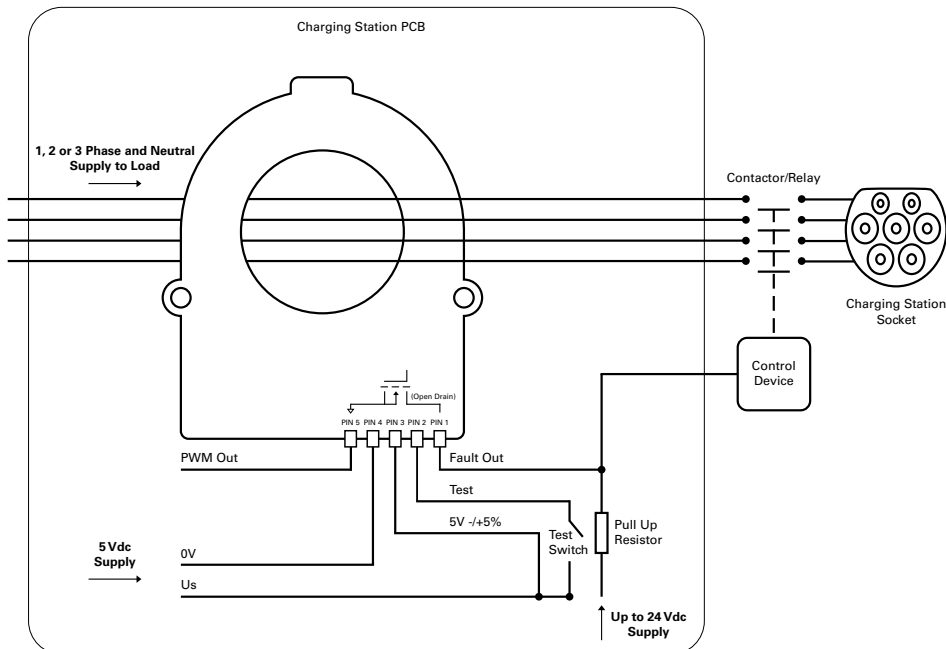 Charging Station PCB
1, 2 or 3 Phase and Neutral
Supply to Load
Contactor/Relay
Charging Station
Socket
Control
Device
(Open Drain)
PIN 5 PIN 4 PIN 3 PIN 2 PIN 1
PWM Out
Fault Out
Test
5V -/+5%
Test
Switch
Pull Up
Resistor
5 Vdc
Supply
0V
Us
Up to 24 Vdc
Supply